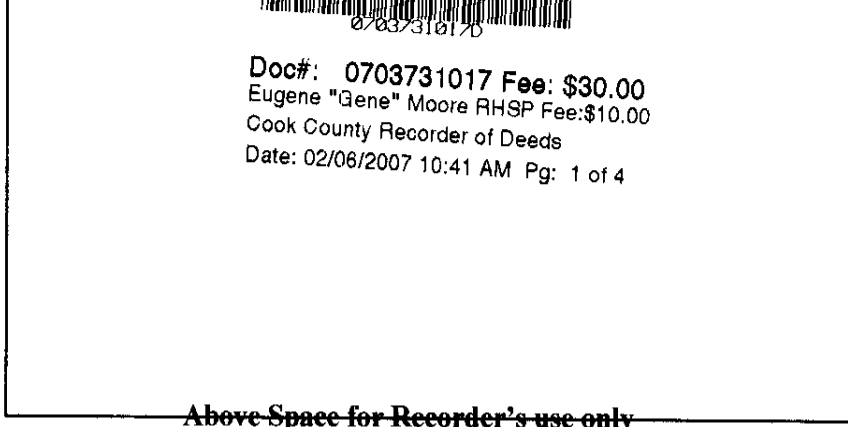 0703731017D
Doc#: 0703731017 Fee: $30.00
Eugene "Gene" Moore RHSP Fee:$10.00
Cook County Recorder of Deeds
Date: 02/06/2007 10:41 AM Pg: 1 of 4
Above Space for Recorder's use only